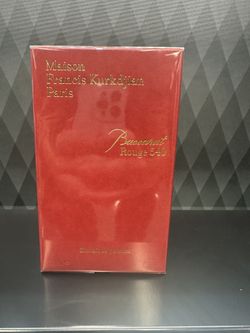 Maison
Francis Kurkdjian
Paris
Baccarat
Rouge 540